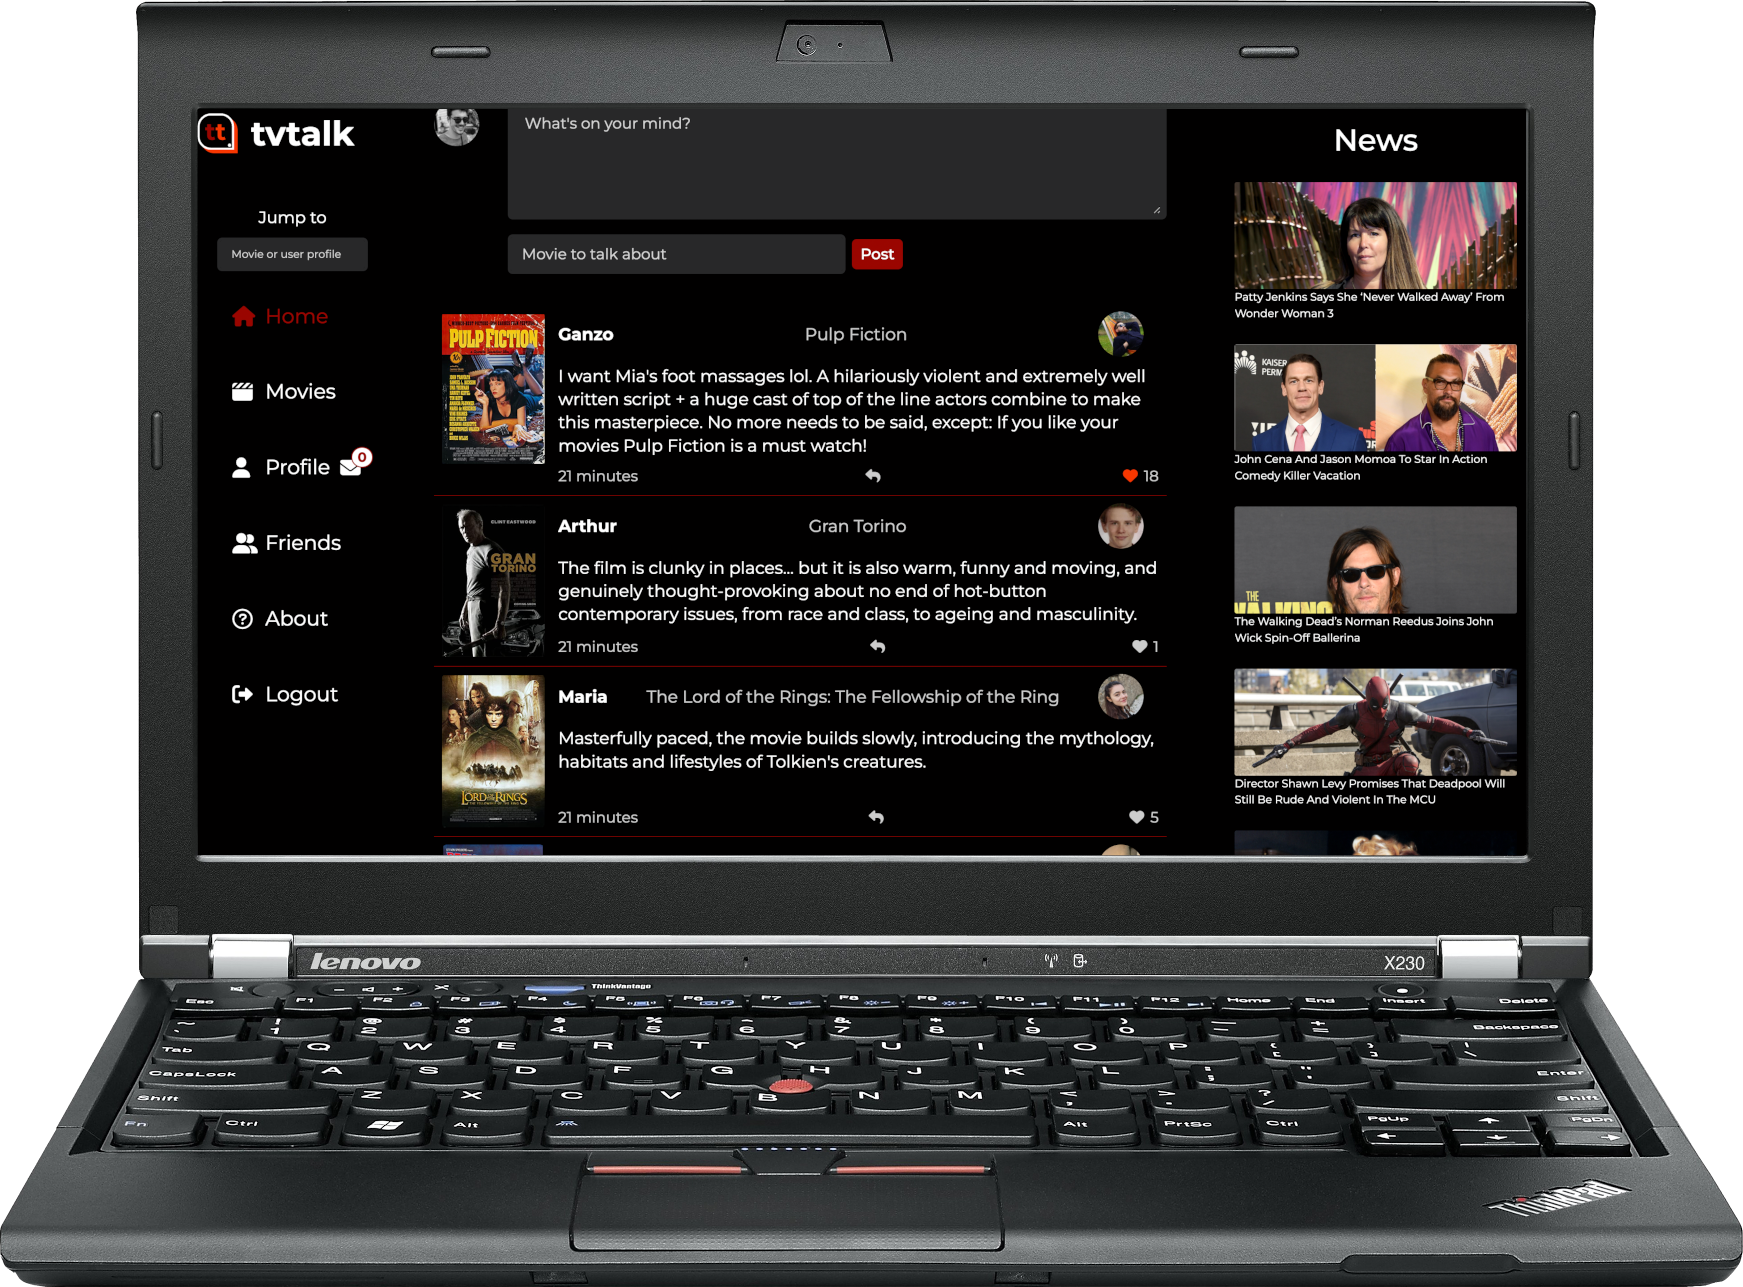 tt.
tvtalk
Jump to
Movie or user profile
Home
Movies
Profile
0
Friends
About
Logout
What's on your mind?
Movie to talk about
Post
PULP FICTION
Ganzo
Pulp Fiction
I want Mia's foot massages lol. A hilariously violent and extremely well
written script + a huge cast of top of the line actors combine to make
this masterpiece. No more needs to be said, except: If you like your
movies Pulp Fiction is a must watch!
21 minutes
18
CLINT EASTWOOD
GRAN
TORINO
Arthur
Gran Torino
The film is clunky in places... but it is also warm, funny and moving, and
genuinely thought-provoking about no end of hot-button
contemporary issues, from race and class, to ageing and masculinity.
21 minutes
1
THE LORD OF THE RINGS
Maria
The Lord of the Rings: The Fellowship of the Ring
Masterfully paced, the movie builds slowly, introducing the mythology,
habitats and lifestyles of Tolkien's creatures.
21 minutes
5
News
Patty Jenkins Says She ‘Never Walked Away’ From
Wonder Woman 3
KAISER
PERM
John Cena And Jason Momoa To Star In Action
Comedy Killer Vacation
THE
WALKING
The Walking Dead’s Norman Reedus Joins John
Wick Spin-Off Ballerina
Director Shawn Levy Promises That Deadpool Will
Still Be Rude And Violent In The MCU
lenovo
X230
ThinkVantage
Esc F1 F2 F3 F4 F5 F6 F7 F8 F9 F10 F11 F12 Home End Insert Delete
~ ` ! 1 @ 2 # 3 $ 4 % 5 ^ 6 & 7 * 8 ( 9 ) 0 _ - + = Backspace
Tab Q W E R T Y U I O P { [ } ] | \
CapsLock A S D F G H J K L : ; " ' Enter
Shift Z X C V B N M < , > . ? / Shift
Fn Ctrl Alt Alt PrtSc Ctrl PgUp PgDn
ThinkPad